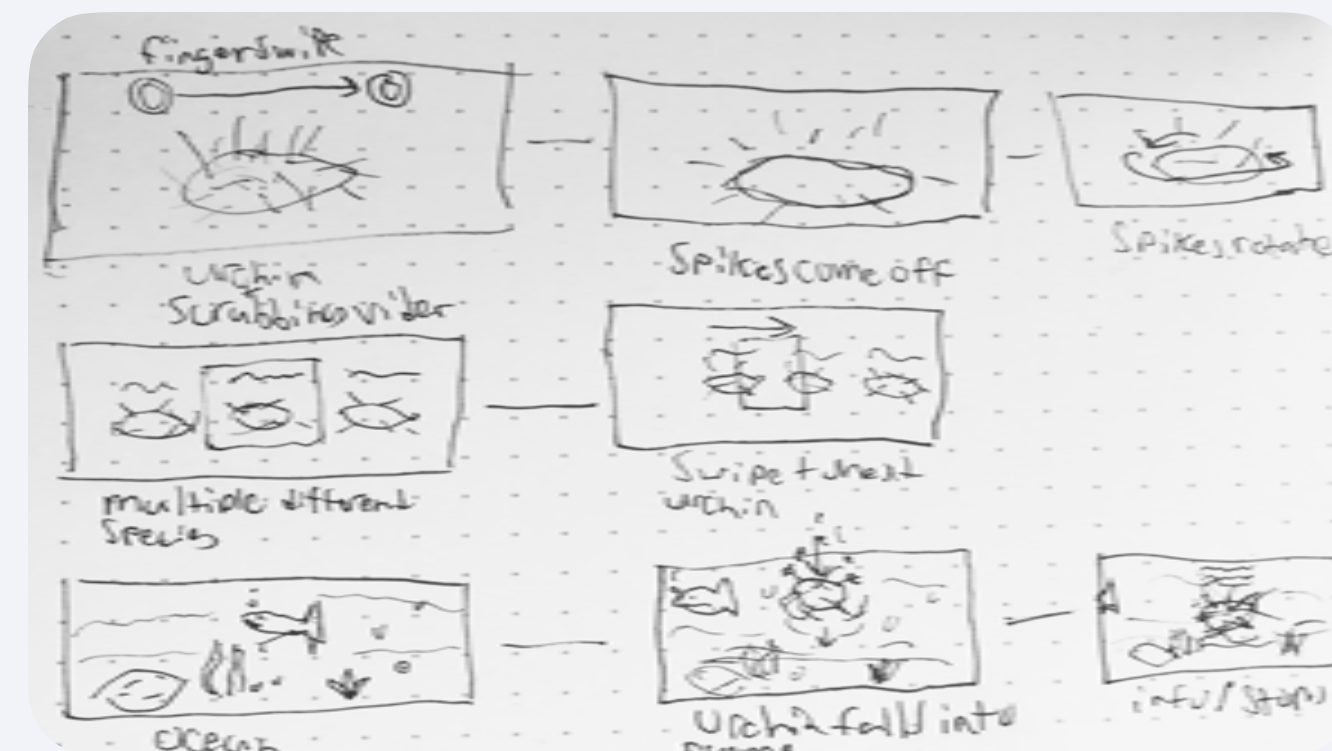 fingerswipe
urchin
Spikes come off
Spikes rotate
multiple different
species
Swipe to next
urchin
ocean
urchin falls into
info/stops